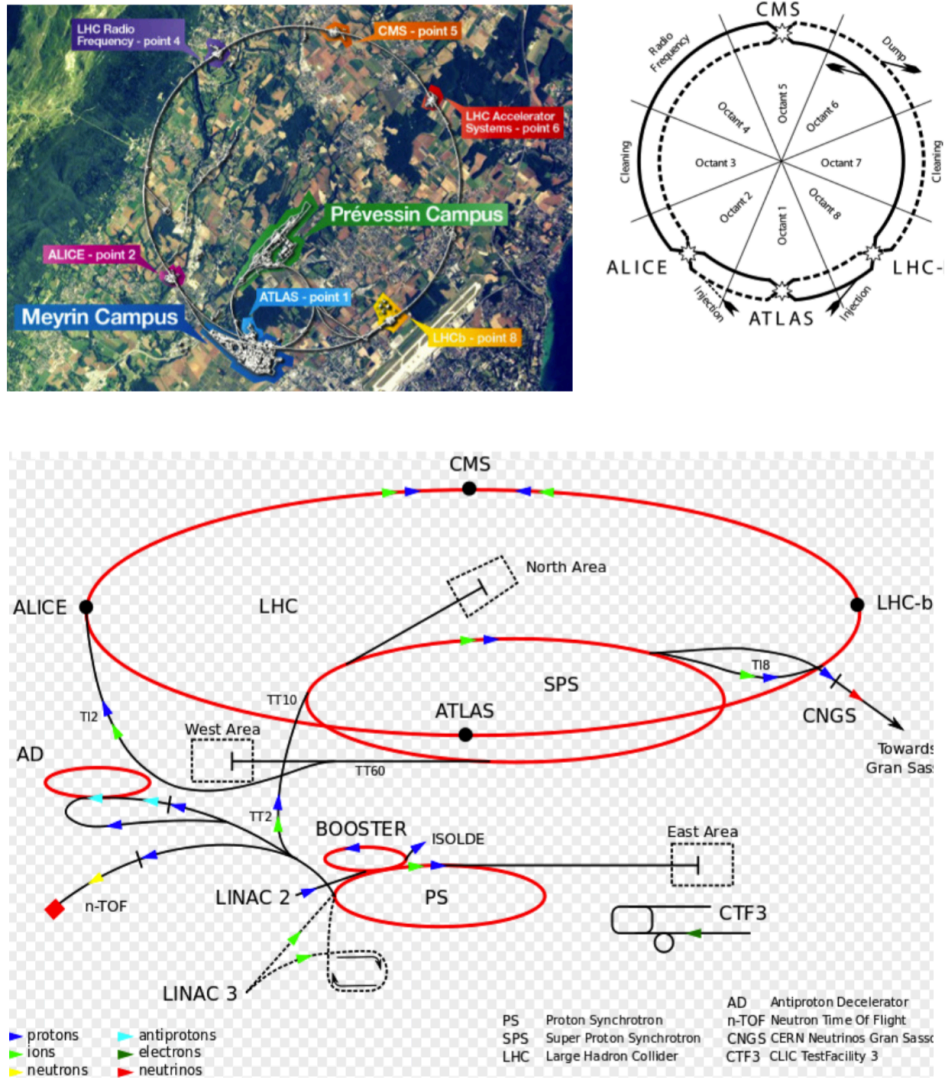 LHC Radio
Frequency - point 4
CMS - point 5
LHC Accelerator
Systems - point 6
Prévessin Campus
ALICE - point 2
ATLAS - point 1
Meyrin Campus
LHCb - point 8
CMS
Radio
Frequency
Dump
Octant 5
Octant 4
Octant 6
Cleaning
Octant 3
Octant 7
Cleaning
Octant 2
Octant 8
Octant 1
ALICE
LHC-
Injection
ATLAS
Injection
CMS
North Area
ALICE
LHC
LHC-b
TI8
SPS
TT10
ATLAS
TI2
CNGS
West Area
AD
Towards
Gran Sass
TT60
TT2
BOOSTER
ISOLDE
East Area
LINAC 2
PS
n-TOF
CTF3
LINAC 3
AD Antiproton Decelerator
PS Proton Synchrotron
n-TOF Neutron Time Of Flight
SPS Super Proton Synchrotron
CNGS CERN Neutrinos Gran Sasso
LHC Large Hadron Collider
CTF3 CLIC TestFacility 3
protons
antiprotons
ions
electrons
neutrons
neutrinos